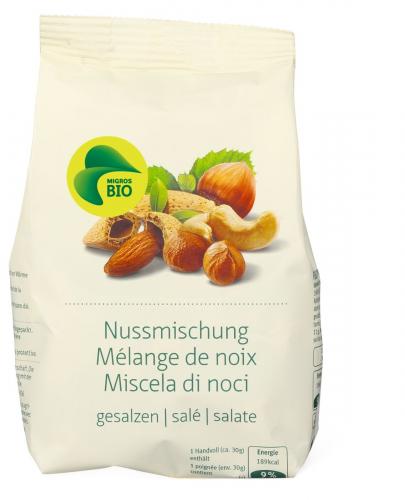 MIGROS
BIO
Nussmischung
Mélange de noix
Miscela di noci
gesalzen | salé | salate
1 Handvoll (ca. 30g)
enthält
1 poignée (env. 30g)
contient
Energie
189kcal
9%